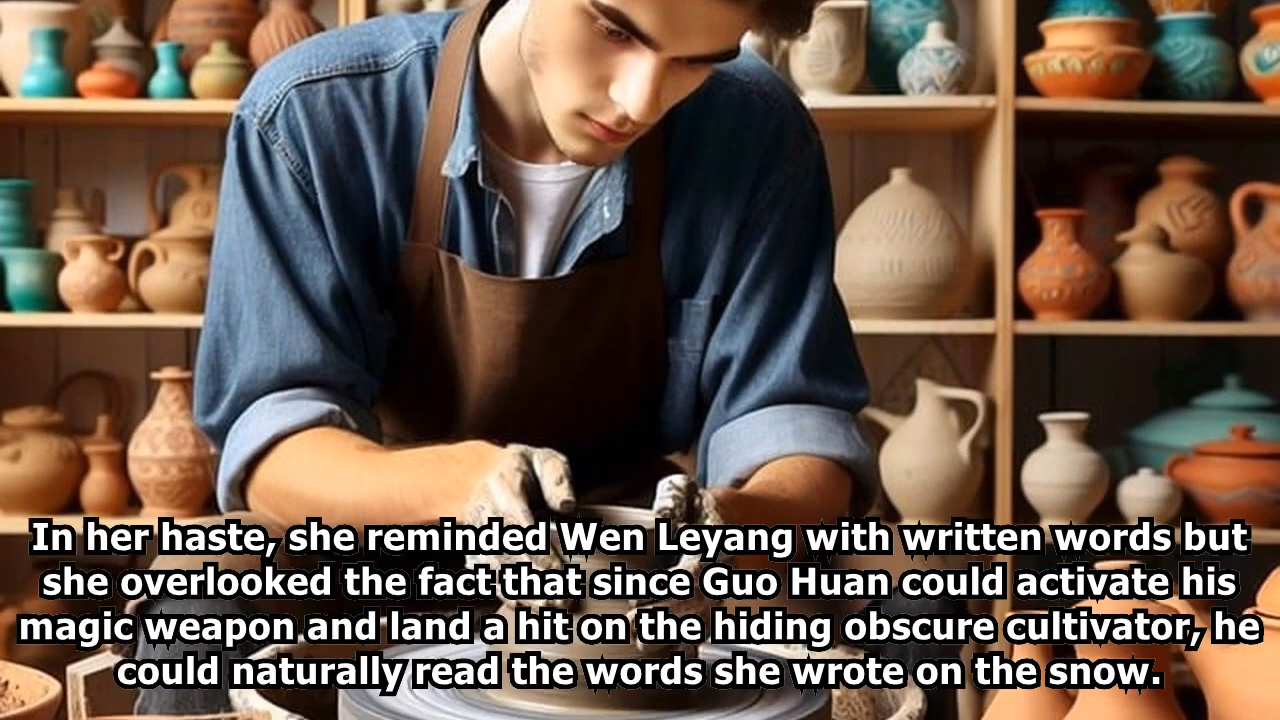 In her haste, she reminded Wen Leyang with written words but
she overlooked the fact that since Guo Huan could activate his
magic weapon and land a hit on the hiding obscure cultivator, he
could naturally read the words she wrote on the snow.